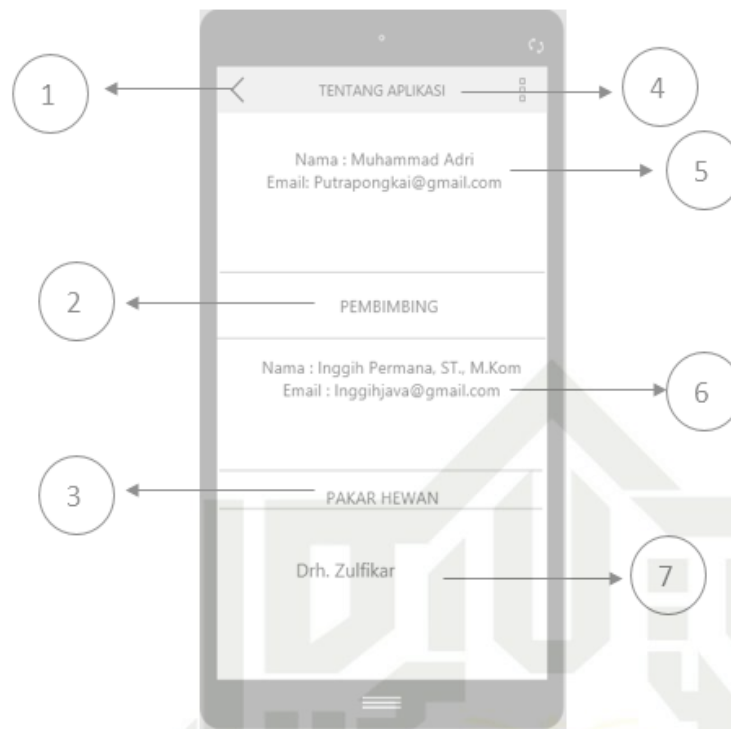 1
TENTANG APLIKASI
4
Nama : Muhammad Adri
Email: Putrapongkai@gmail.com
5
2
PEMBIMBING
Nama : Inggih Permana, ST., M.Kom
Email : Inggihjava@gmail.com
6
3
PAKAR HEWAN
Drh. Zulfikar
7